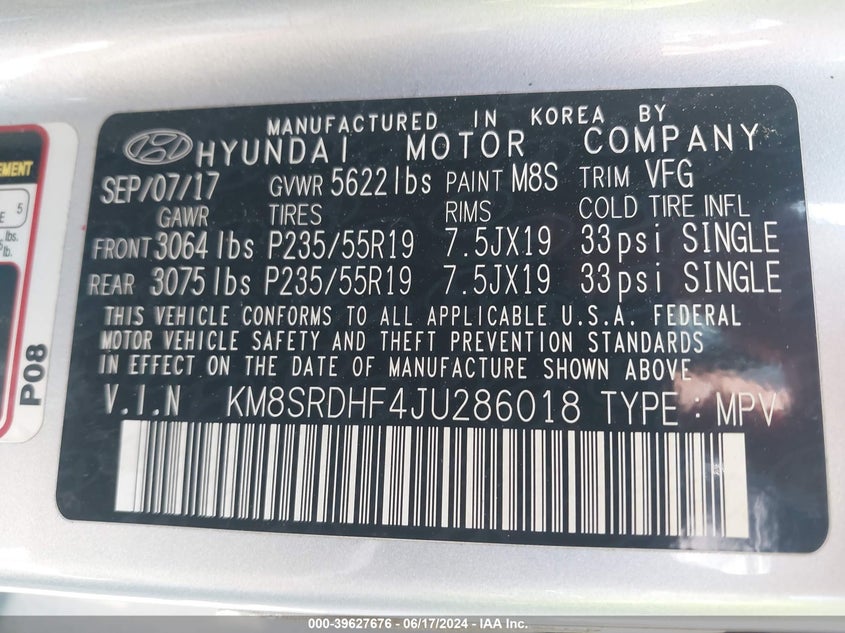 MANUFACTURED IN KOREA BY
HYUNDAI MOTOR COMPANY
SEP/07/17 GVWR 5622lbs PAINT M8S TRIM VFG
GAWR TIRES RIMS COLD TIRE INFL
FRONT 3064 lbs P235/55R19 7.5JX19 33psi SINGLE
REAR 3075 lbs P235/55R19 7.5JX19 33psi SINGLE
THIS VEHICLE CONFORMS TO ALL APPLICABLE U.S.A. FEDERAL
MOTOR VEHICLE SAFETY AND THEFT PREVENTION STANDARDS
IN EFFECT ON THE DATE OF MANUFACTURE SHOWN ABOVE
V.I.N KM8SRDHF4JU286018 TYPE : MPV
5
lbs.
lb.
P08
000-39627676 - 06/17/2024 - IAA Inc.